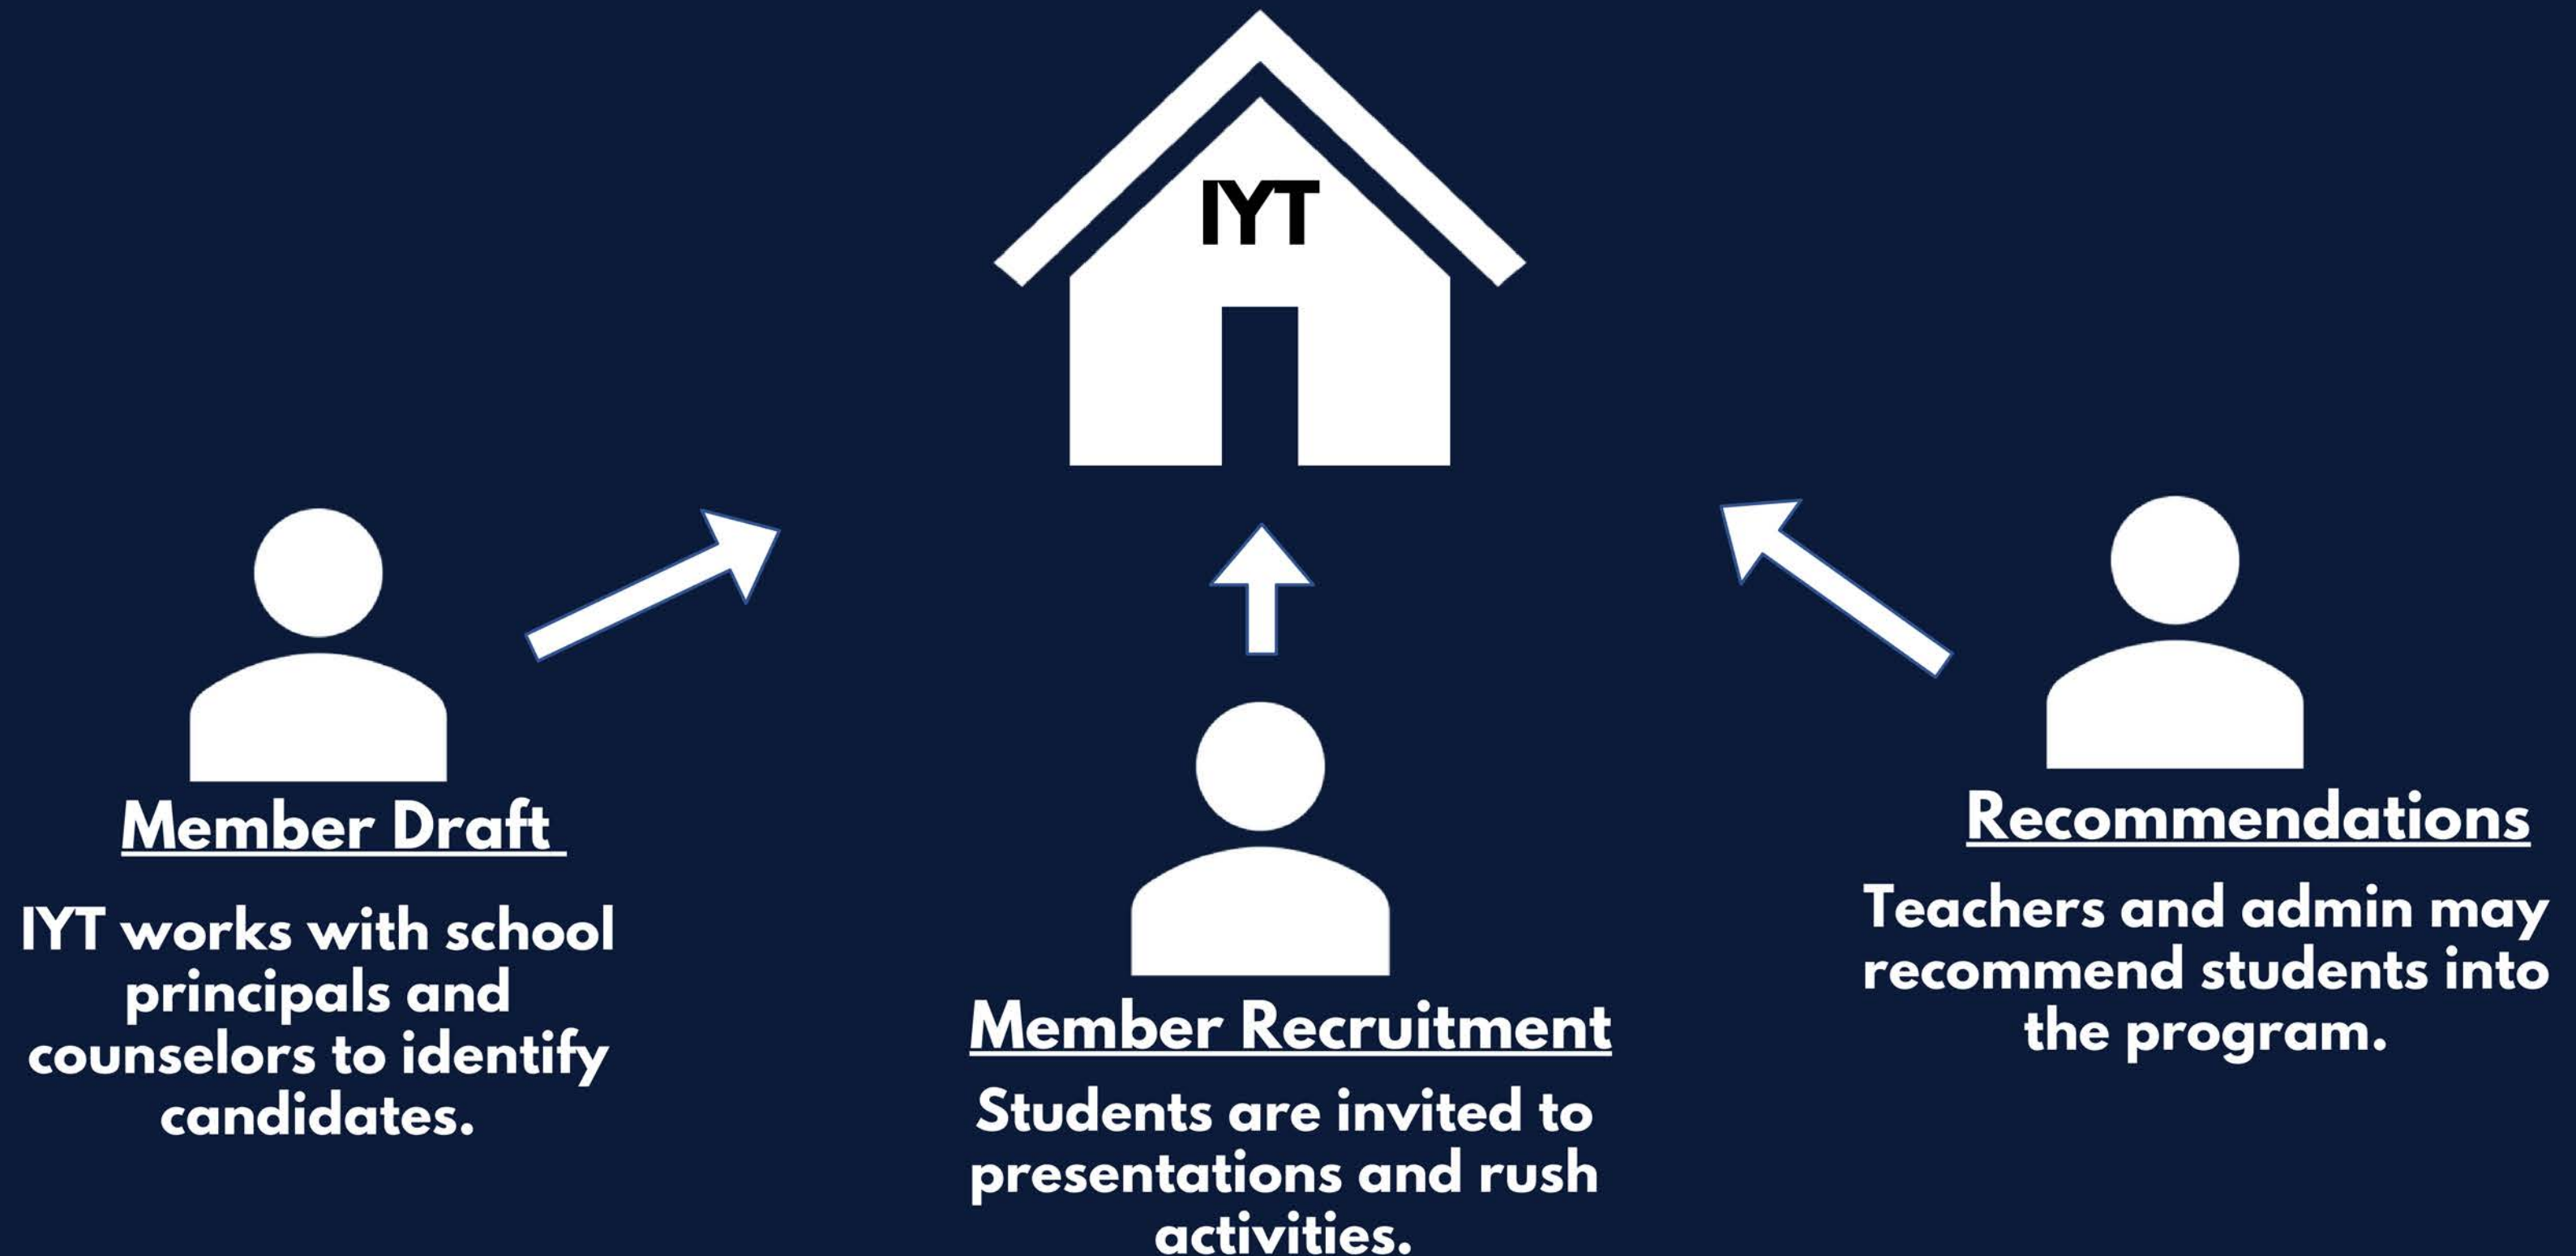 IYT
Member Draft
IYT works with school
principals and
counselors to identify
candidates.
Member Recruitment
Students are invited to
presentations and rush
activities.
Recommendations
Teachers and admin may
recommend students into
the program.